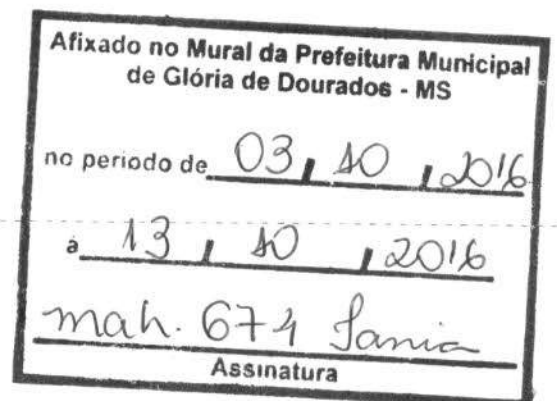 Afixado no Mural da Prefeitura Municipal
de Glória de Dourados - MS
no periodo de 03, 10, 2016
a 13, 10, 2016
mah. 674 Sania
Assinatura